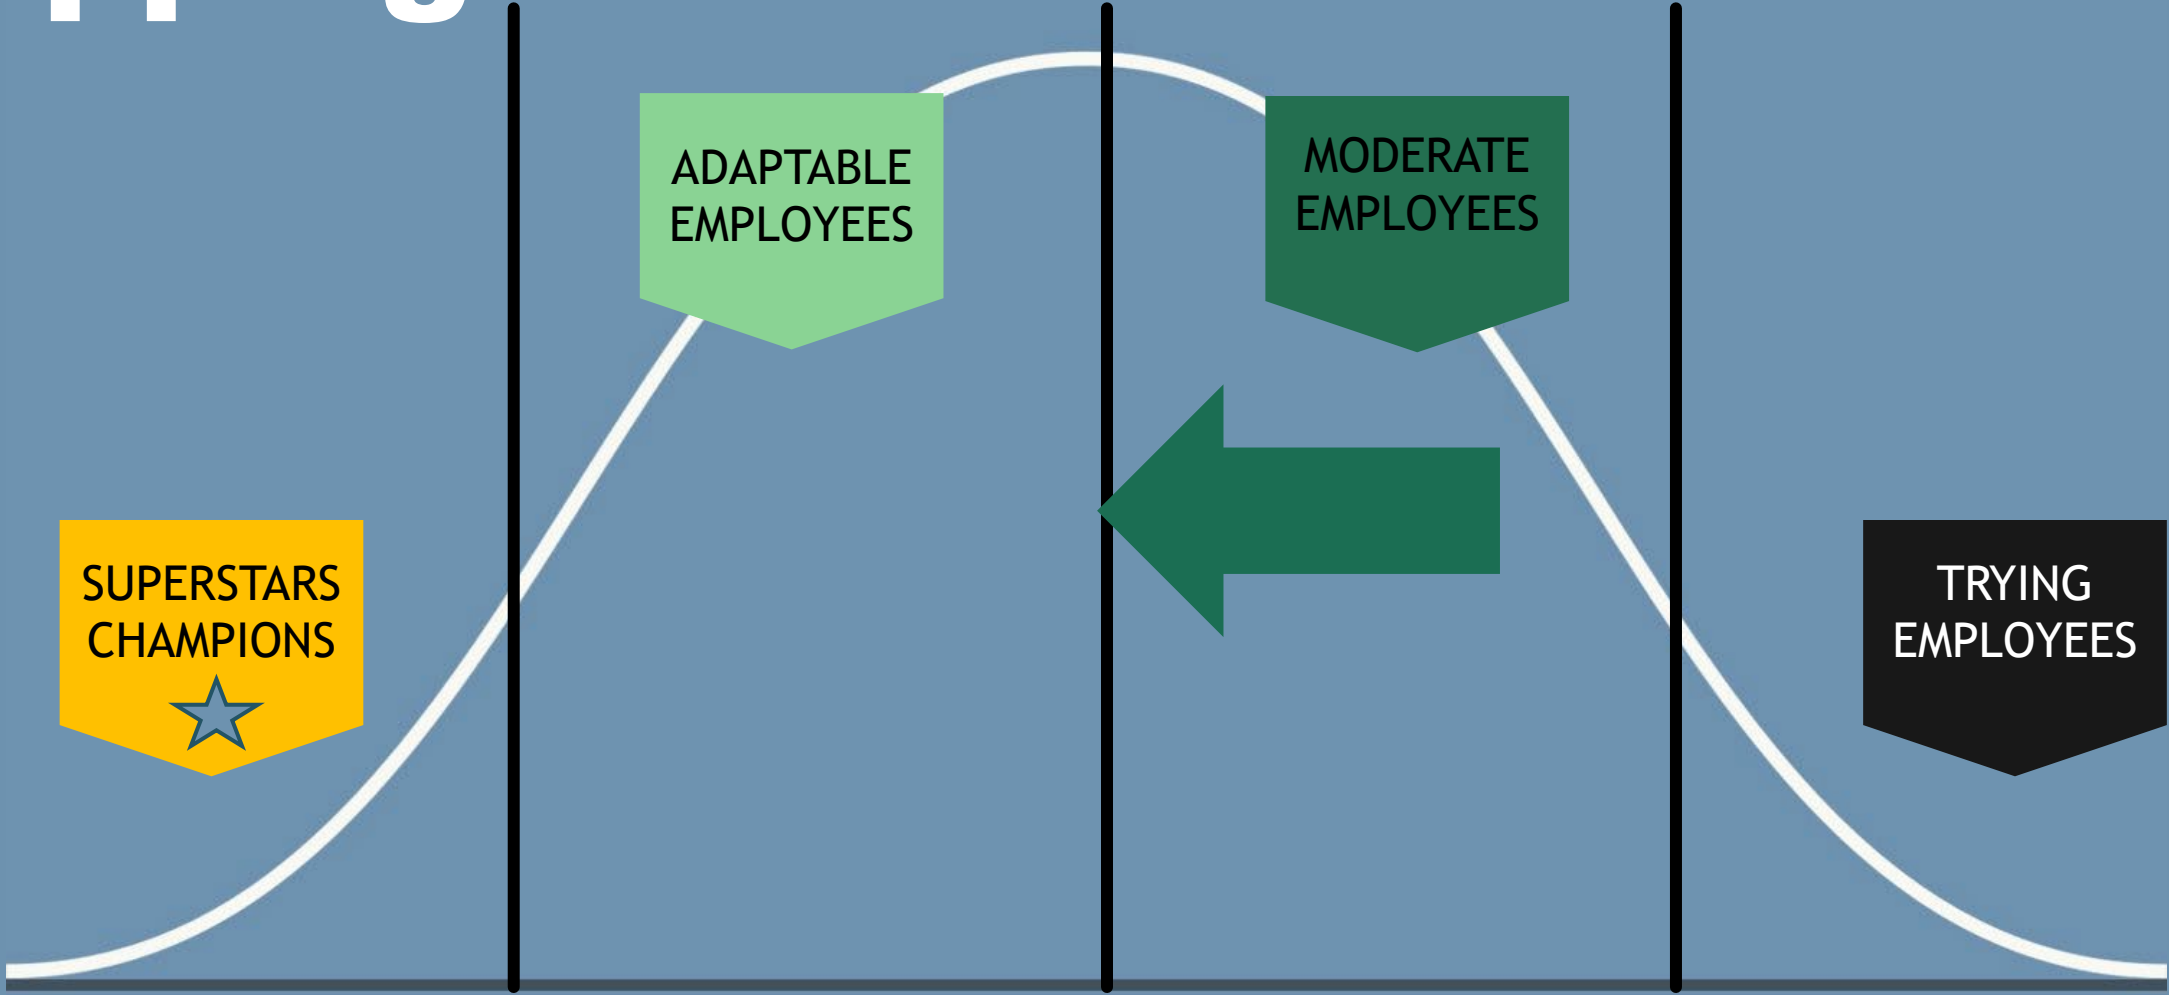 ADAPTABLE
EMPLOYEES
MODERATE
EMPLOYEES
SUPERSTARS
CHAMPIONS
TRYING
EMPLOYEES